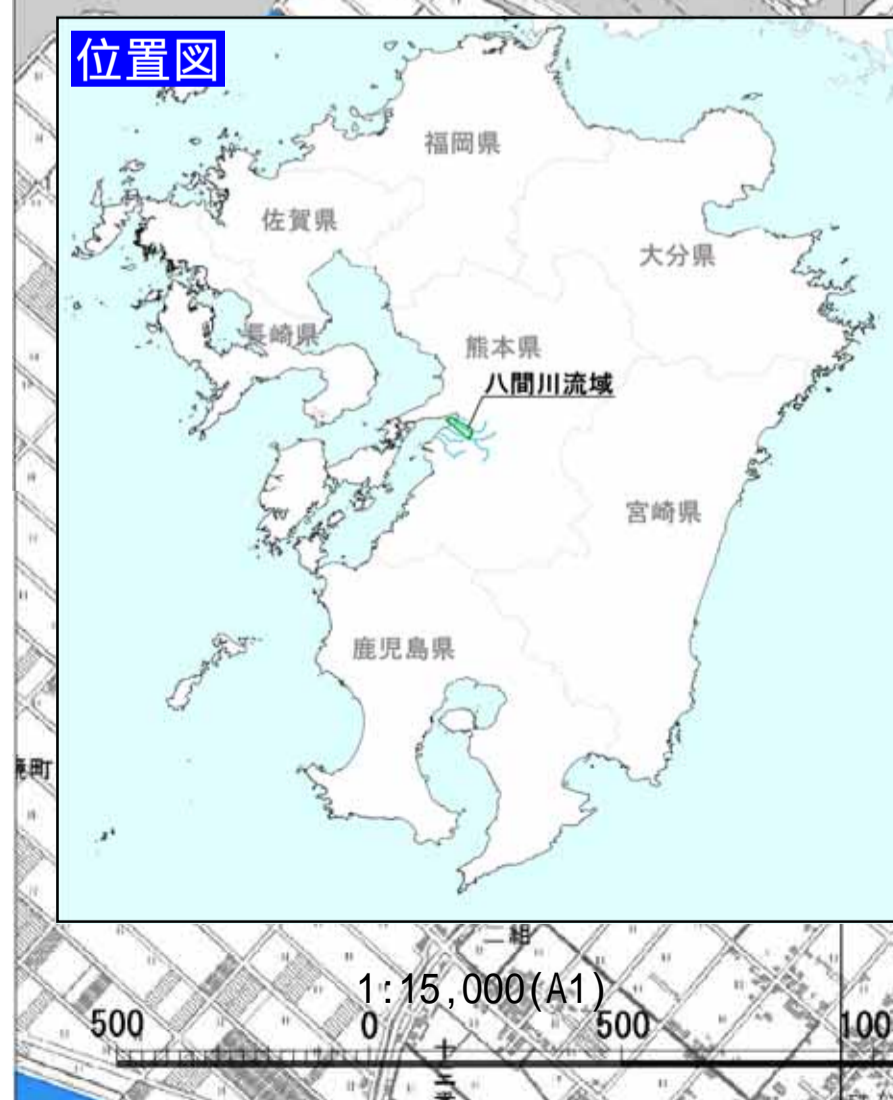 位置図
福岡県
佐賀県
大分県
長崎県
熊本県
八間川流域
宮崎県
鹿児島県
二組
1:15,000(A1)
500 0 500 100
十
三